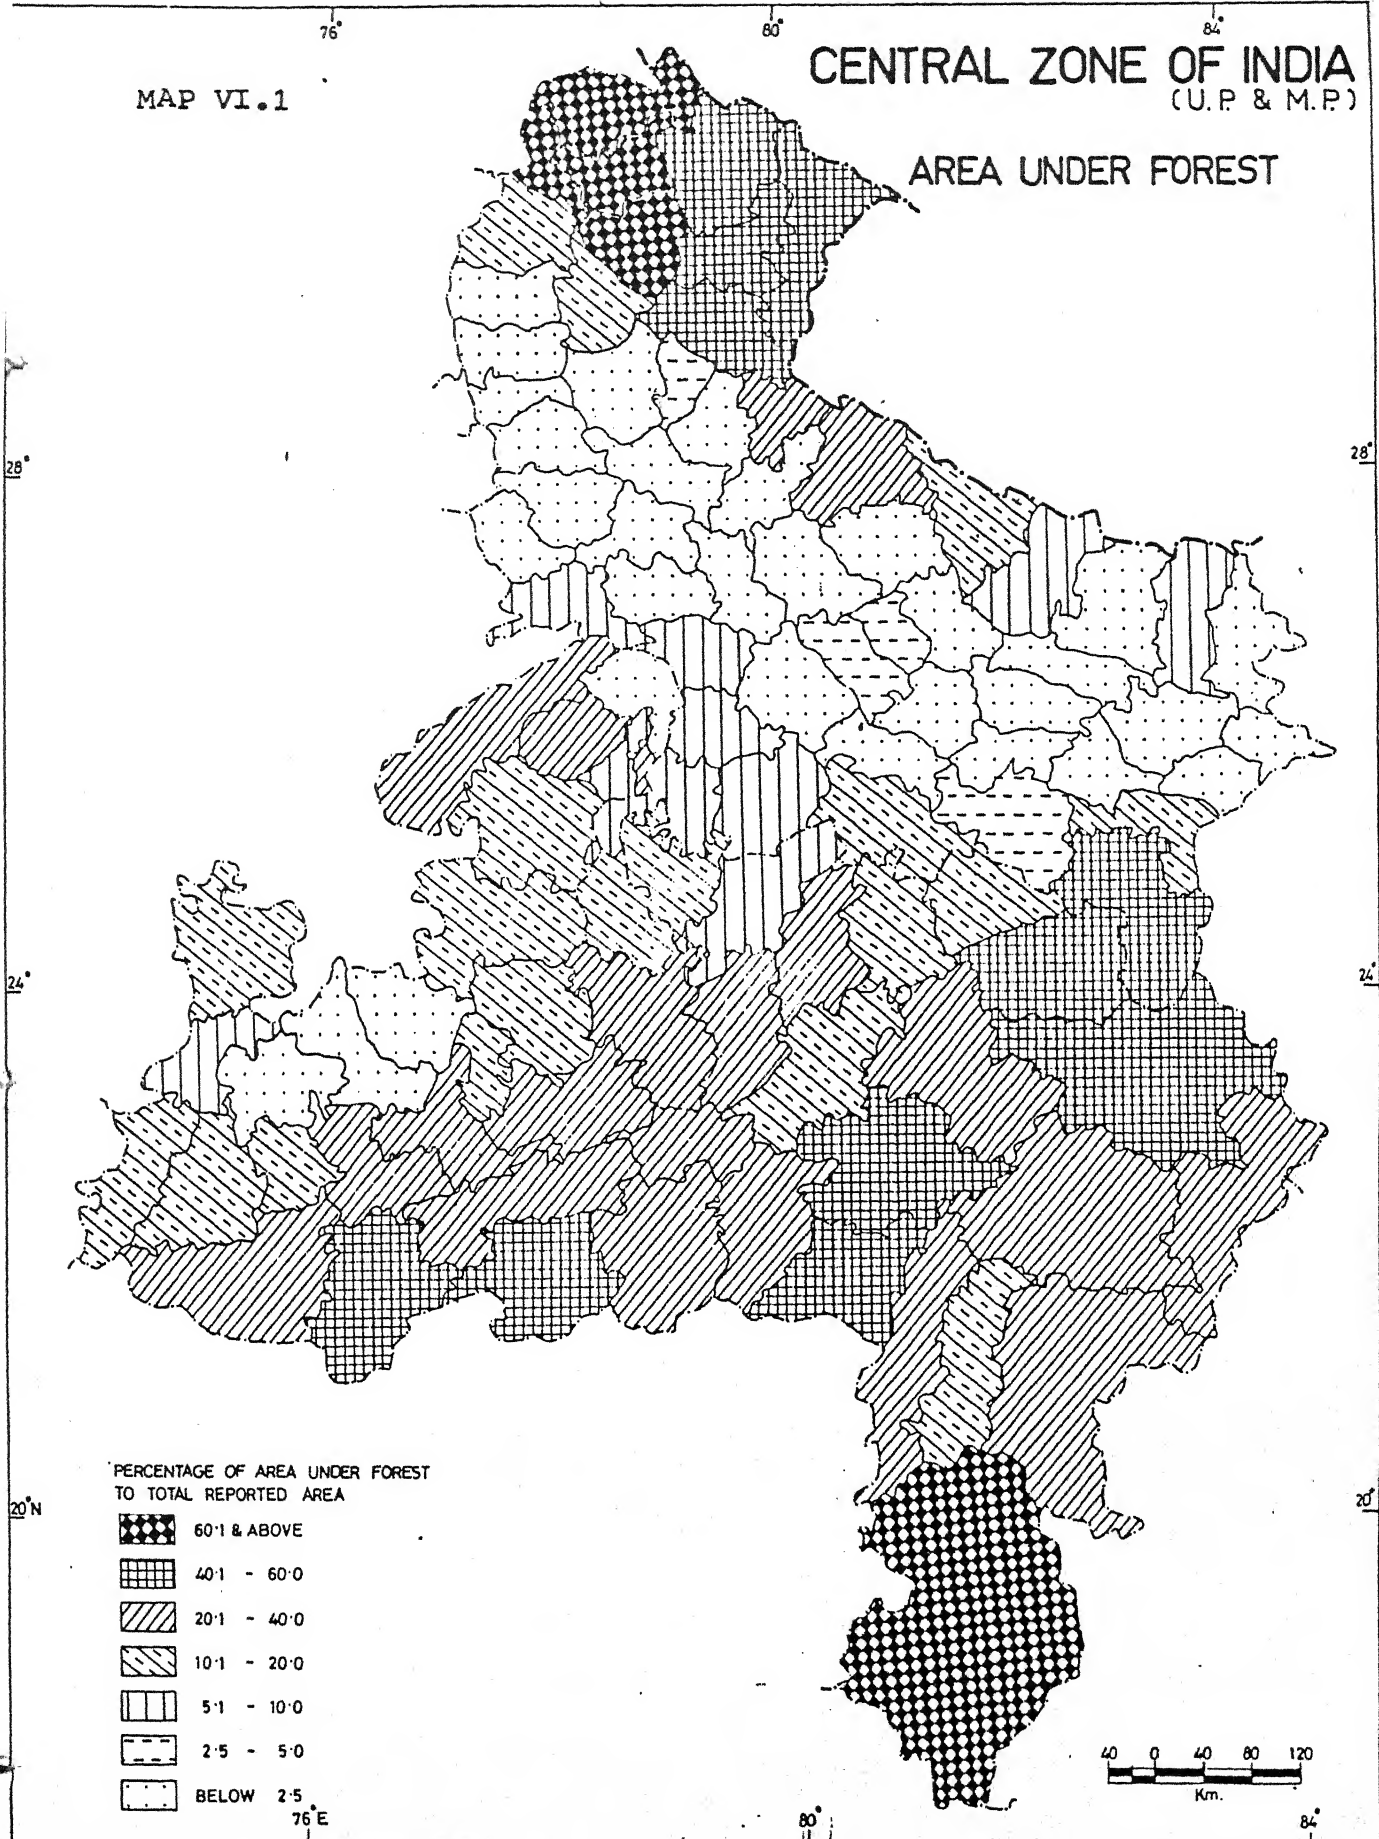 76° 80° 84°
CENTRAL ZONE OF INDIA
(U.P. & M.P.)
MAP VI.1
AREA UNDER FOREST
28° 28°
24° 24°
PERCENTAGE OF AREA UNDER FOREST
TO TOTAL REPORTED AREA
20°N 20°
60·1 & ABOVE
40·1 - 60·0
20·1 - 40·0
10·1 - 20·0
5·1 - 10·0
2·5 - 5·0
BELOW 2·5
40 0 40 80 120
Km.
76°E 80° 84°